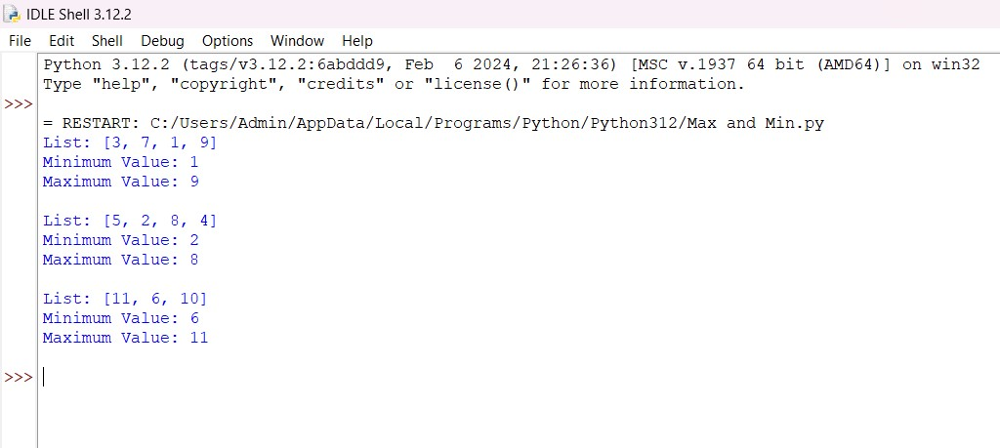 IDLE Shell 3.12.2
File Edit Shell Debug Options Window Help
Python 3.12.2 (tags/v3.12.2:6abddd9, Feb  6 2024, 21:26:36) [MSC v.1937 64 bit (AMD64)] on win32
Type "help", "copyright", "credits" or "license()" for more information.
>>>
= RESTART: C:/Users/Admin/AppData/Local/Programs/Python/Python312/Max and Min.py
List: [3, 7, 1, 9]
Minimum Value: 1
Maximum Value: 9
List: [5, 2, 8, 4]
Minimum Value: 2
Maximum Value: 8
List: [11, 6, 10]
Minimum Value: 6
Maximum Value: 11
>>>